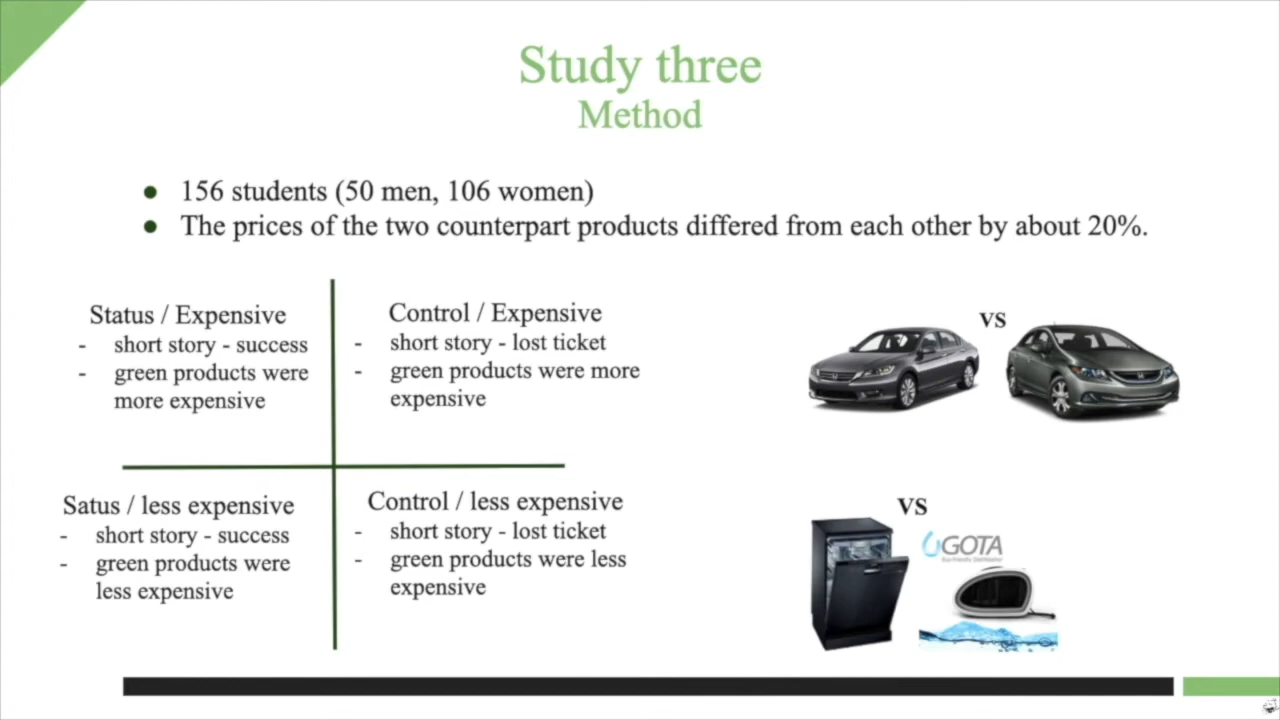 Study three
Method
● 156 students (50 men, 106 women)
● The prices of the two counterpart products differed from each other by about 20%.
Status / Expensive
- short story - success
- green products were
more expensive
Control / Expensive
- short story - lost ticket
- green products were more
expensive
VS
Satus / less expensive
- short story - success
- green products were
less expensive
Control / less expensive
- short story - lost ticket
- green products were less
expensive
VS
GOTA